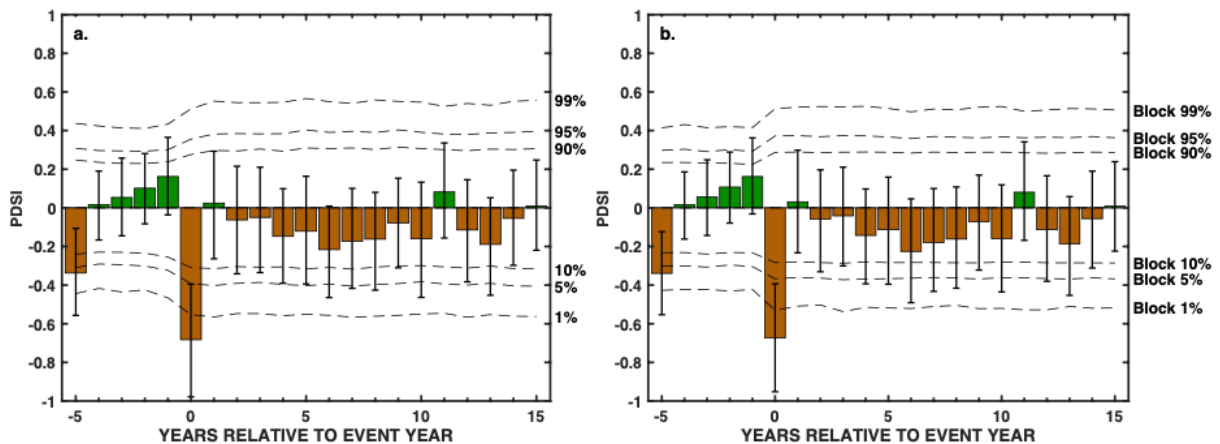 a.
PDSI
1
0.8
0.6
0.4
0.2
0
-0.2
-0.4
-0.6
-0.8
-1
99%
95%
90%
10%
5%
1%
-5 0 5 10 15
YEARS RELATIVE TO EVENT YEAR
b.
PDSI
1
0.8
0.6
0.4
0.2
0
-0.2
-0.4
-0.6
-0.8
-1
Block 99%
Block 95%
Block 90%
Block 10%
Block 5%
Block 1%
-5 0 5 10 15
YEARS RELATIVE TO EVENT YEAR